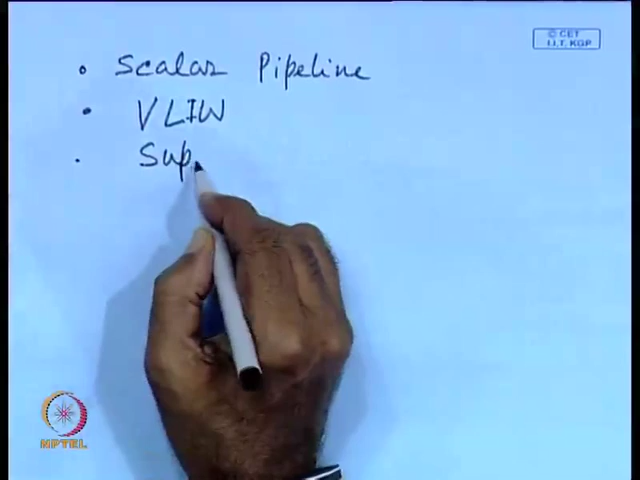 © CET
I.I.T. KGP
• Scalar Pipeline
• VLIW
• Sup
NPTEL